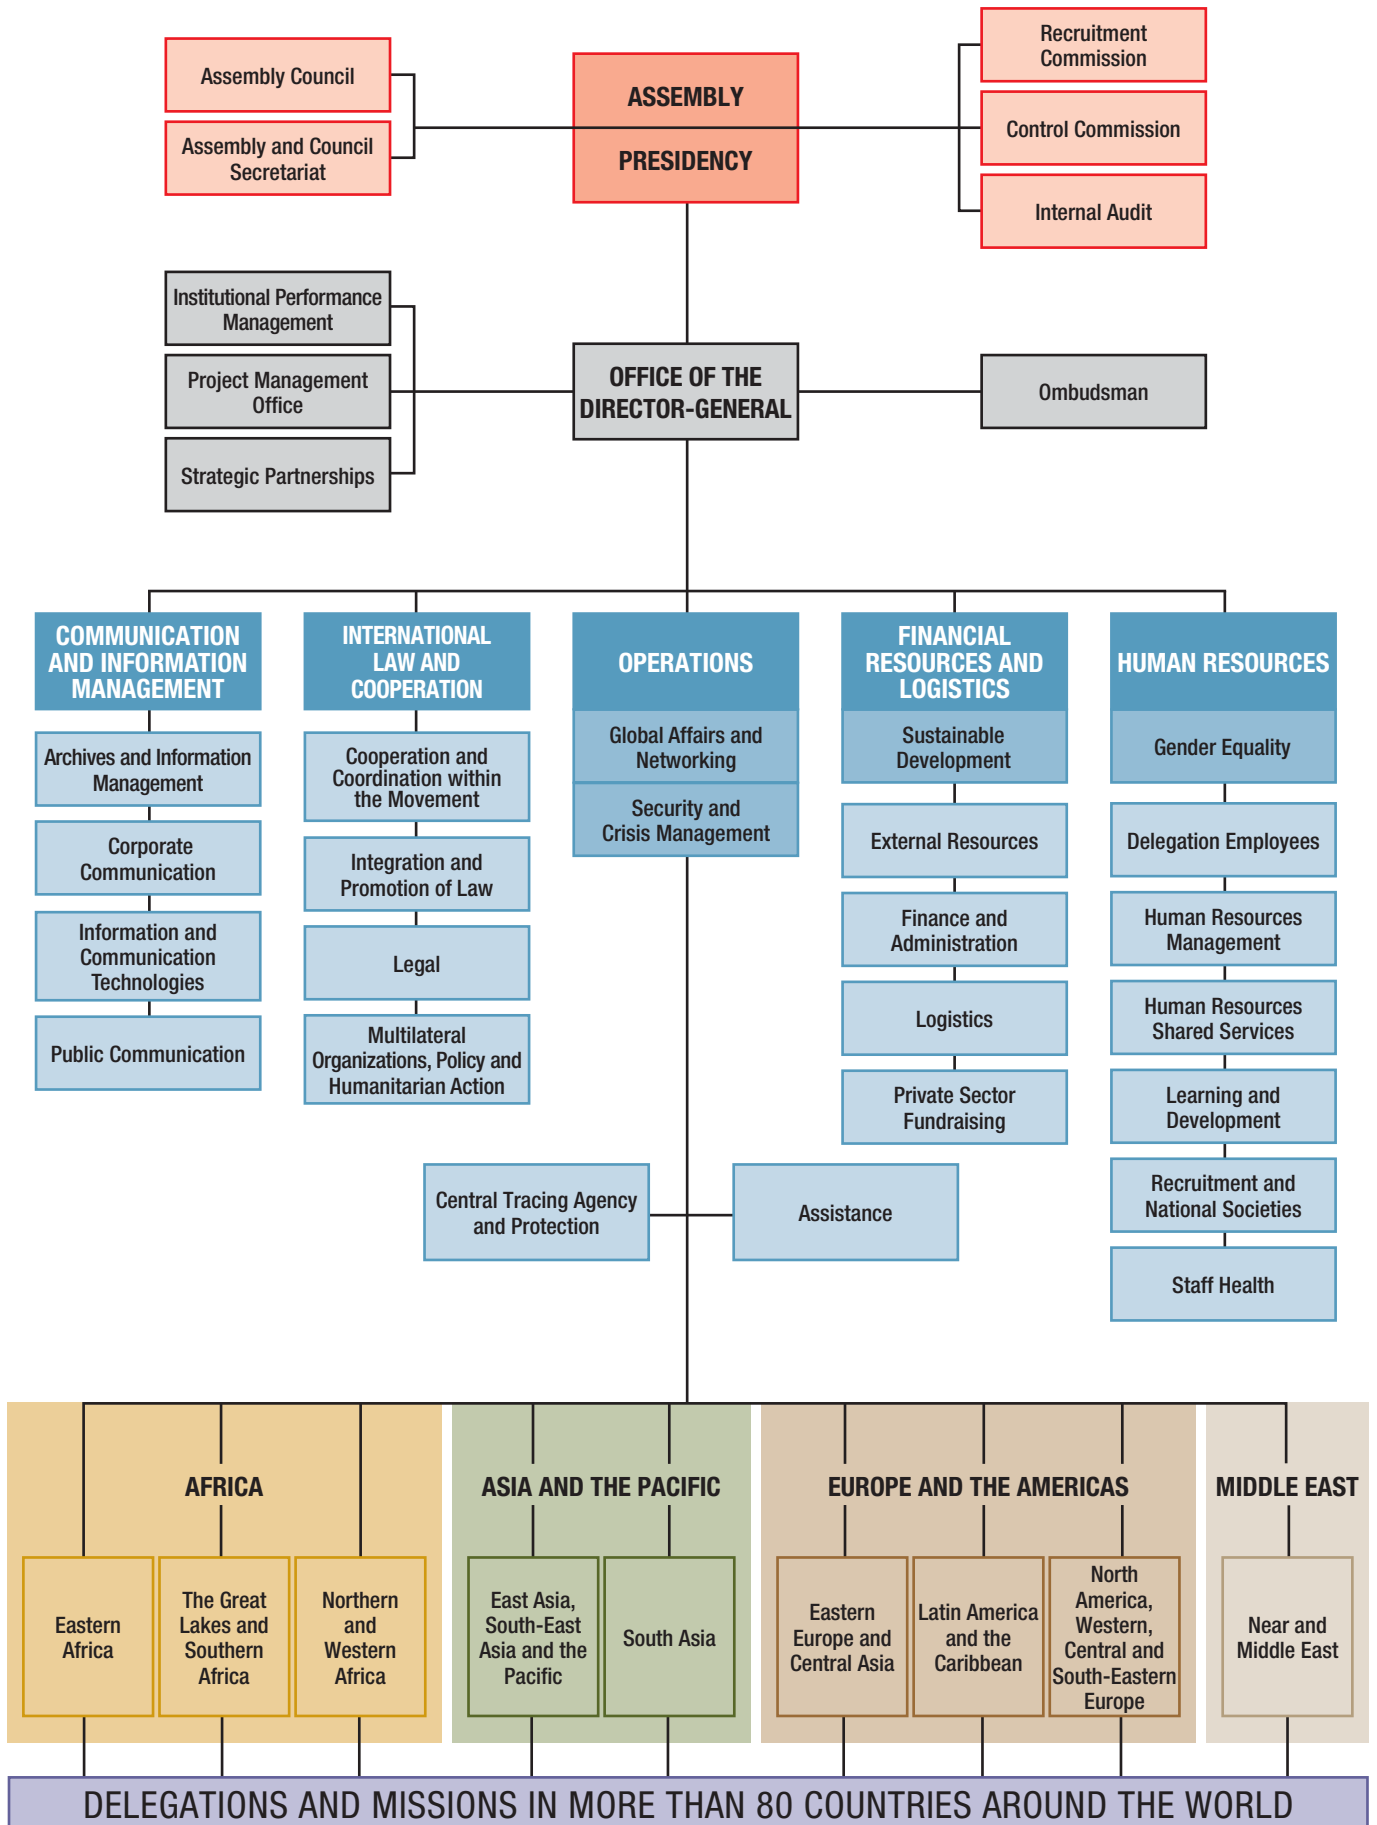 Assembly Council
Assembly and Council
Secretariat
ASSEMBLY
PRESIDENCY
Recruitment
Commission
Control Commission
Internal Audit
Institutional Performance
Management
Project Management
Office
Strategic Partnerships
OFFICE OF THE
DIRECTOR-GENERAL
Ombudsman
COMMUNICATION
AND INFORMATION
MANAGEMENT
Archives and Information
Management
Corporate
Communication
Information and
Communication
Technologies
Public Communication
INTERNATIONAL
LAW AND
COOPERATION
Cooperation and
Coordination within
the Movement
Integration and
Promotion of Law
Legal
Multilateral
Organizations, Policy and
Humanitarian Action
OPERATIONS
Global Affairs and
Networking
Security and
Crisis Management
FINANCIAL
RESOURCES AND
LOGISTICS
Sustainable
Development
External Resources
Finance and
Administration
Logistics
Private Sector
Fundraising
HUMAN RESOURCES
Gender Equality
Delegation Employees
Human Resources
Management
Human Resources
Shared Services
Learning and
Development
Recruitment and
National Societies
Staff Health
Central Tracing Agency
and Protection
Assistance
AFRICA
Eastern
Africa
The Great
Lakes and
Southern
Africa
Northern
and
Western
Africa
ASIA AND THE PACIFIC
East Asia,
South-East
Asia and the
Pacific
South Asia
EUROPE AND THE AMERICAS
Eastern
Europe and
Central Asia
Latin America
and the
Caribbean
North
America,
Western,
Central and
South-Eastern
Europe
MIDDLE EAST
Near and
Middle East
DELEGATIONS AND MISSIONS IN MORE THAN 80 COUNTRIES AROUND THE WORLD